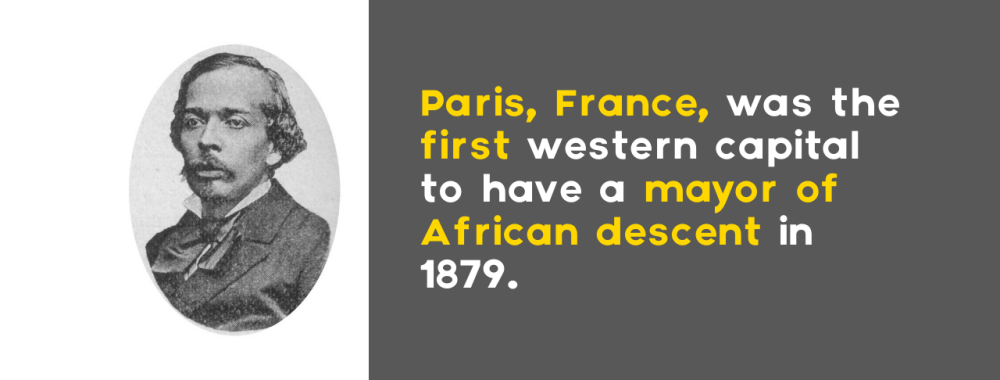 Paris, France, was the
first western capital
to have a mayor of
African descent in
1879.